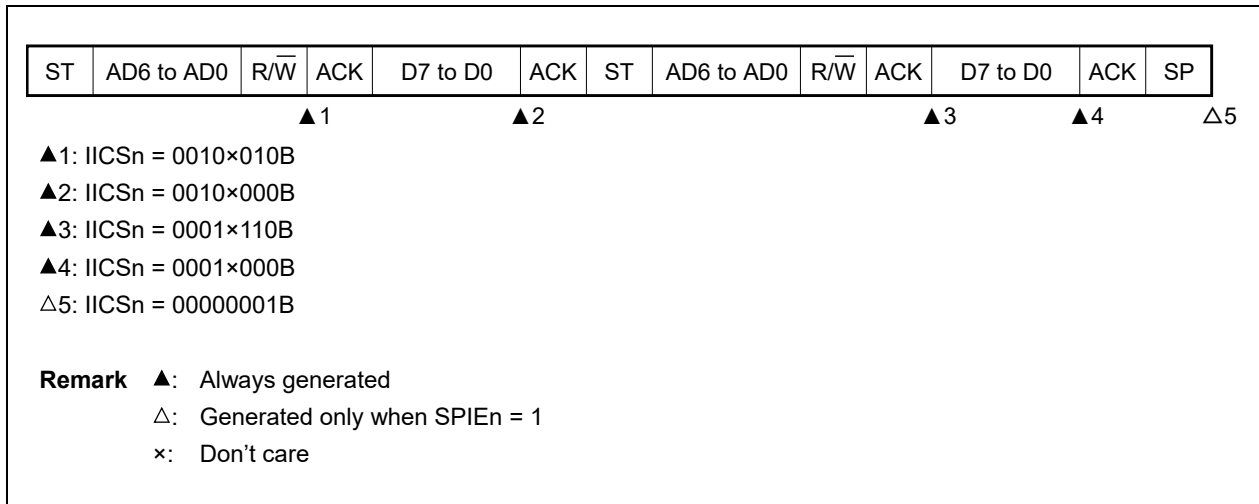 ST AD6 to AD0 R/W̅ ACK D7 to D0 ACK ST AD6 to AD0 R/W̅ ACK D7 to D0 ACK SP
▲1 ▲2 ▲3 ▲4 △5
▲1: IICSn = 0010×010B
▲2: IICSn = 0010×000B
▲3: IICSn = 0001×110B
▲4: IICSn = 0001×000B
△5: IICSn = 00000001B
Remark ▲: Always generated
△: Generated only when SPIEn = 1
×: Don't care